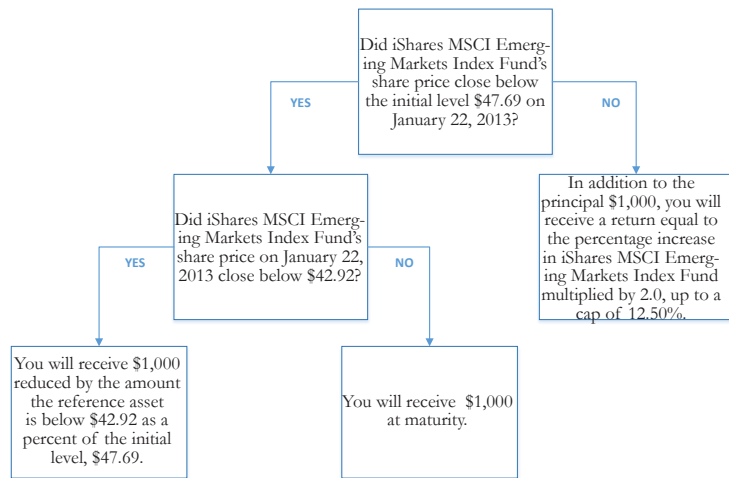 Did iShares MSCI Emerg-
ing Markets Index Fund's
share price close below
the initial level $47.69 on
January 22, 2013?
YES
NO
Did iShares MSCI Emerg-
ing Markets Index Fund's
share price on January 22,
2013 close below $42.92?
In addition to the
principal $1,000, you will
receive a return equal to
the percentage increase
in iShares MSCI Emerg-
ing Markets Index Fund
multiplied by 2.0, up to a
cap of 12.50%.
YES
NO
You will receive $1,000
reduced by the amount
the reference asset
is below $42.92 as a
percent of the initial
level, $47.69.
You will receive $1,000
at maturity.